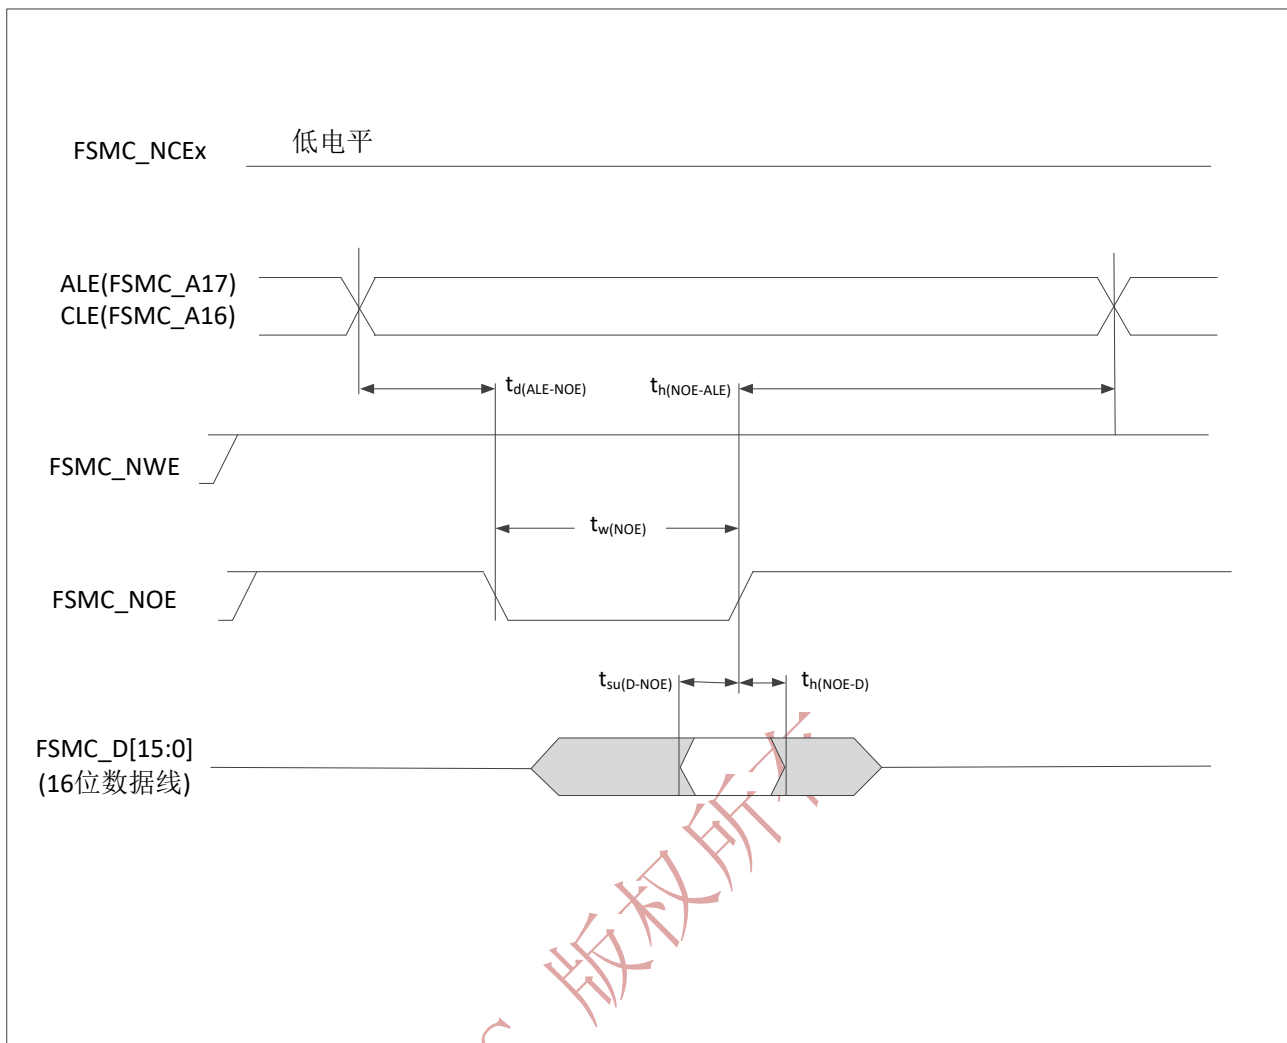 FSMC_NCEx
低电平
ALE(FSMC_A17)
CLE(FSMC_A16)
td(ALE-NOE)
th(NOE-ALE)
FSMC_NWE
tw(NOE)
FSMC_NOE
tsu(D-NOE)
th(NOE-D)
FSMC_D[15:0]
(16位数据线)
版权所有